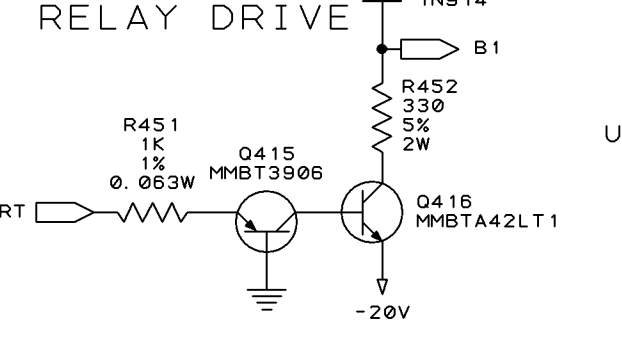 RELAY DRIVE
1N914
B1
R452
330
5%
2W
R451
1K
1%
0.063W
Q415
MMBT3906
RT
Q416
MMBTA42LT1
-20V
U